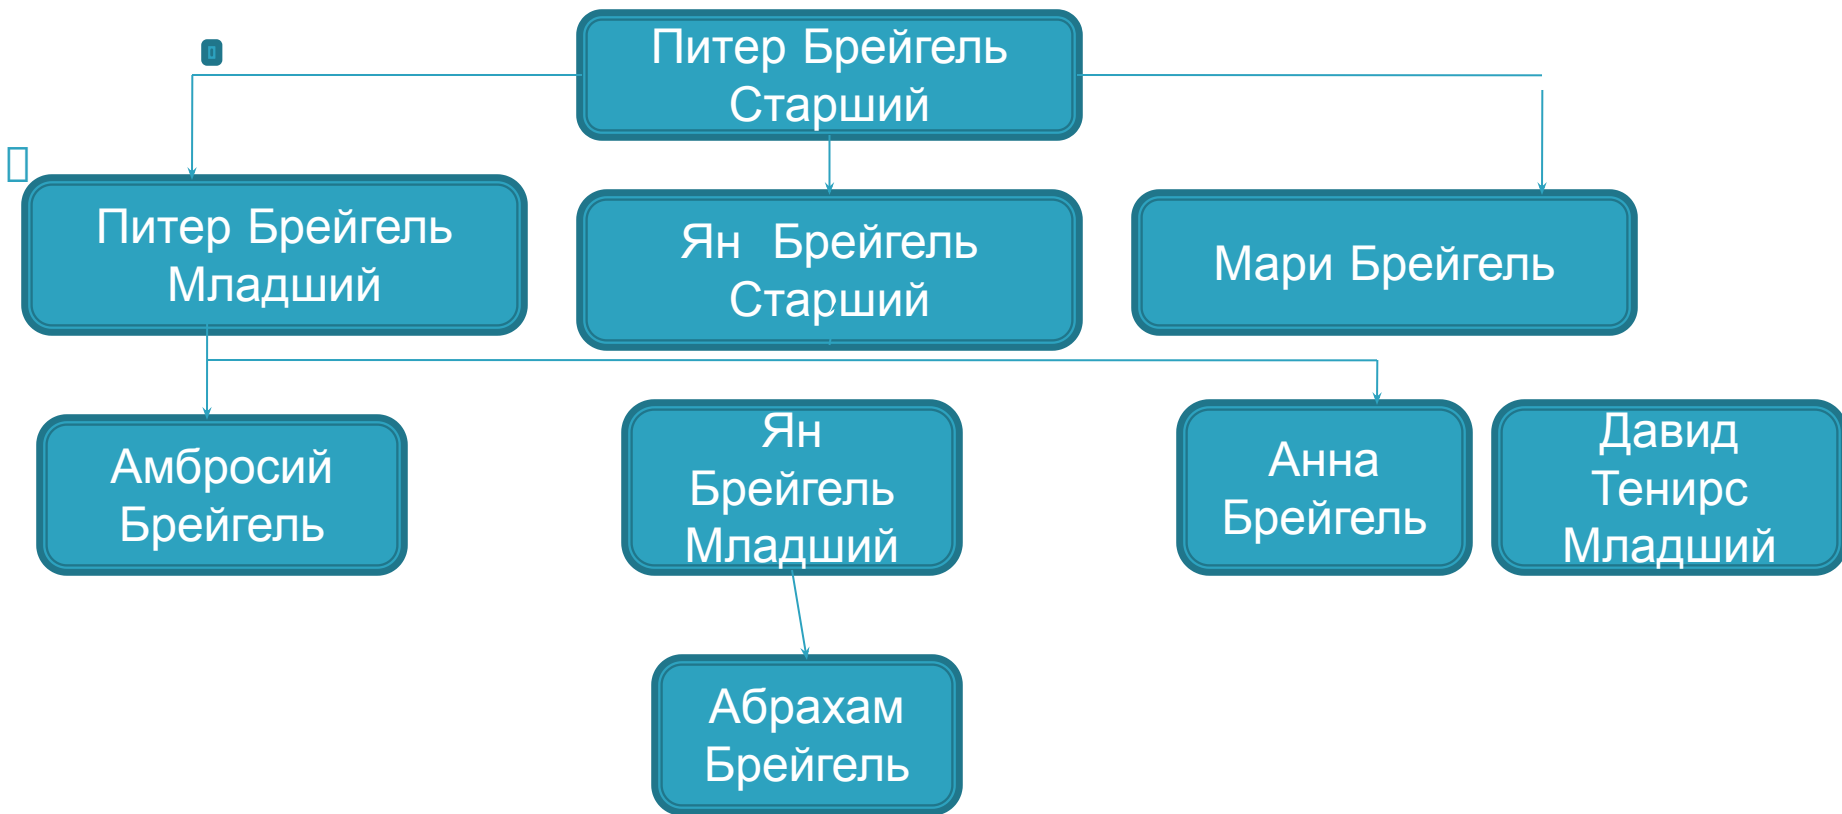 Питер Брейгель
Старший
Питер Брейгель
Младший
Ян Брейгель
Старший
Мари Брейгель
Амбросий
Брейгель
Ян
Брейгель
Младший
Анна
Брейгель
Давид
Тенирс
Младший
Абрахам
Брейгель